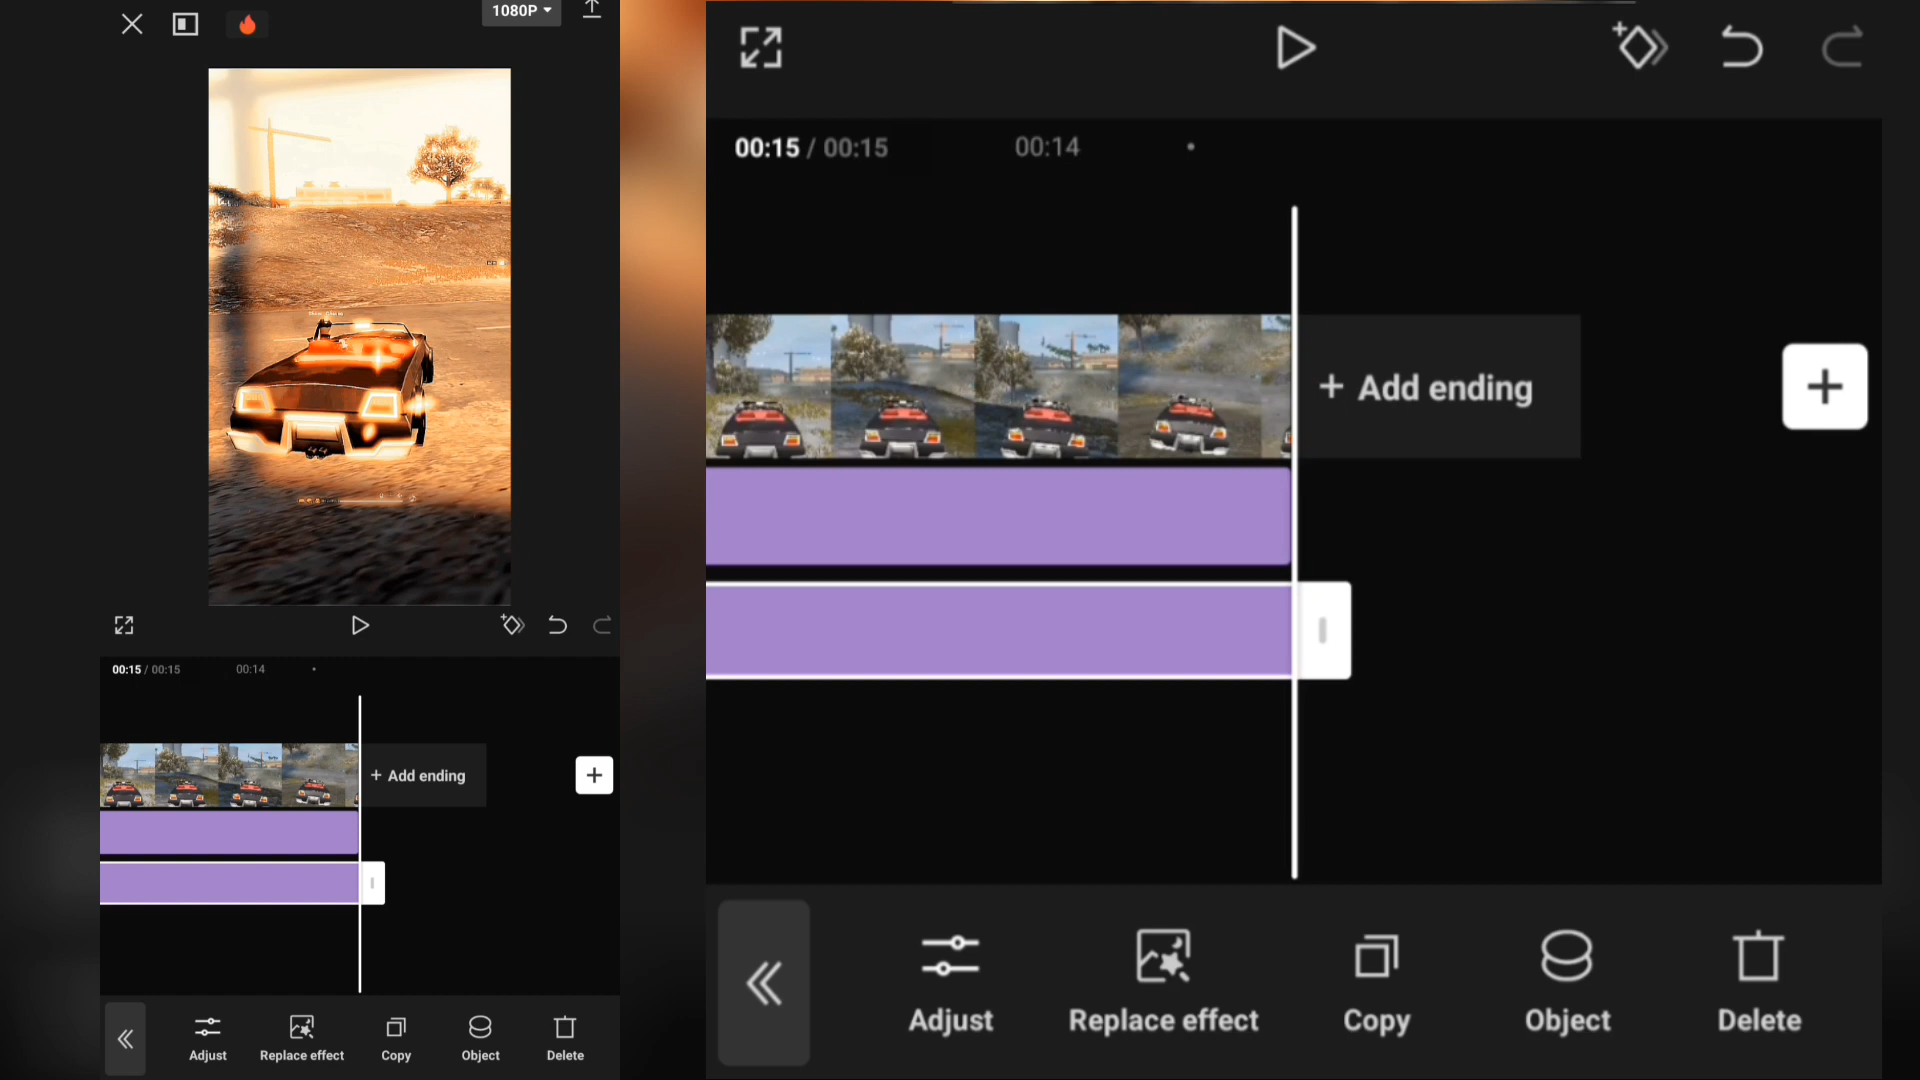 1080P
00:15 / 00:15
00:14
+ Add ending
Adjust
Replace effect
Copy
Object
Delete
00:15 / 00:15
00:14
+ Add ending
Adjust
Replace effect
Copy
Object
Delete